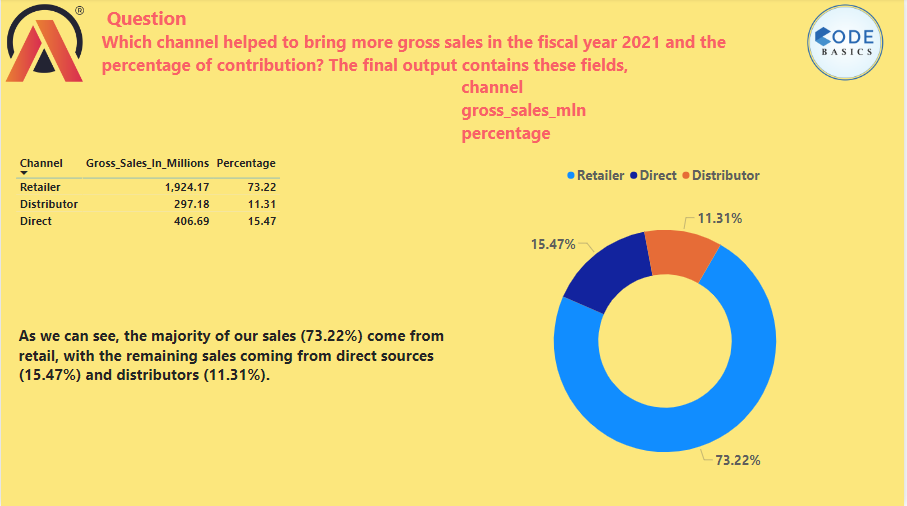 ®
Question
Which channel helped to bring more gross sales in the fiscal year 2021 and the
percentage of contribution? The final output contains these fields,
channel
gross_sales_mln
percentage
CODE
BASICS
Channel Gross_Sales_In_Millions Percentage
Retailer 1,924.17 73.22
Distributor 297.18 11.31
Direct 406.69 15.47
Retailer Direct Distributor
11.31%
15.47%
73.22%
As we can see, the majority of our sales (73.22%) come from
retail, with the remaining sales coming from direct sources
(15.47%) and distributors (11.31%).